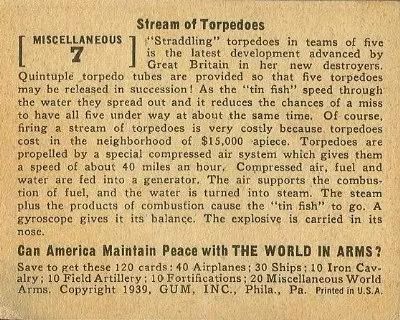 Stream of Torpedoes
[ MISCELLANEOUS 7 ] "Straddling" torpedoes in teams of five
is the latest development advanced by
Great Britain in her new destroyers.
Quintuple torpedo tubes are provided so that five torpedoes
may be released in succession! As the "tin fish" speed through
the water they spread out and it reduces the chances of a miss
to have all five under way at about the same time. Of course,
firing a stream of torpedoes is very costly because torpedoes
cost in the neighborhood of $15,000 apiece. Torpedoes are
propelled by a special compressed air system which gives them
a speed of about 40 miles an hour. Compressed air, fuel and
water are fed into a generator. The air supports the combus-
tion of fuel, and the water is turned into steam. The steam
plus the products of combustion cause the "tin fish" to go. A
gyroscope gives it its balance. The explosive is carried in its
nose.
Can America Maintain Peace with THE WORLD IN ARMS?
Save to get these 120 cards: 40 Airplanes; 30 Ships; 10 Iron Cav-
alry; 10 Field Artillery; 10 Fortifications; 20 Miscellaneous World
Arms. Copyright 1939, GUM, INC., Phila., Pa. Printed in U.S.A.